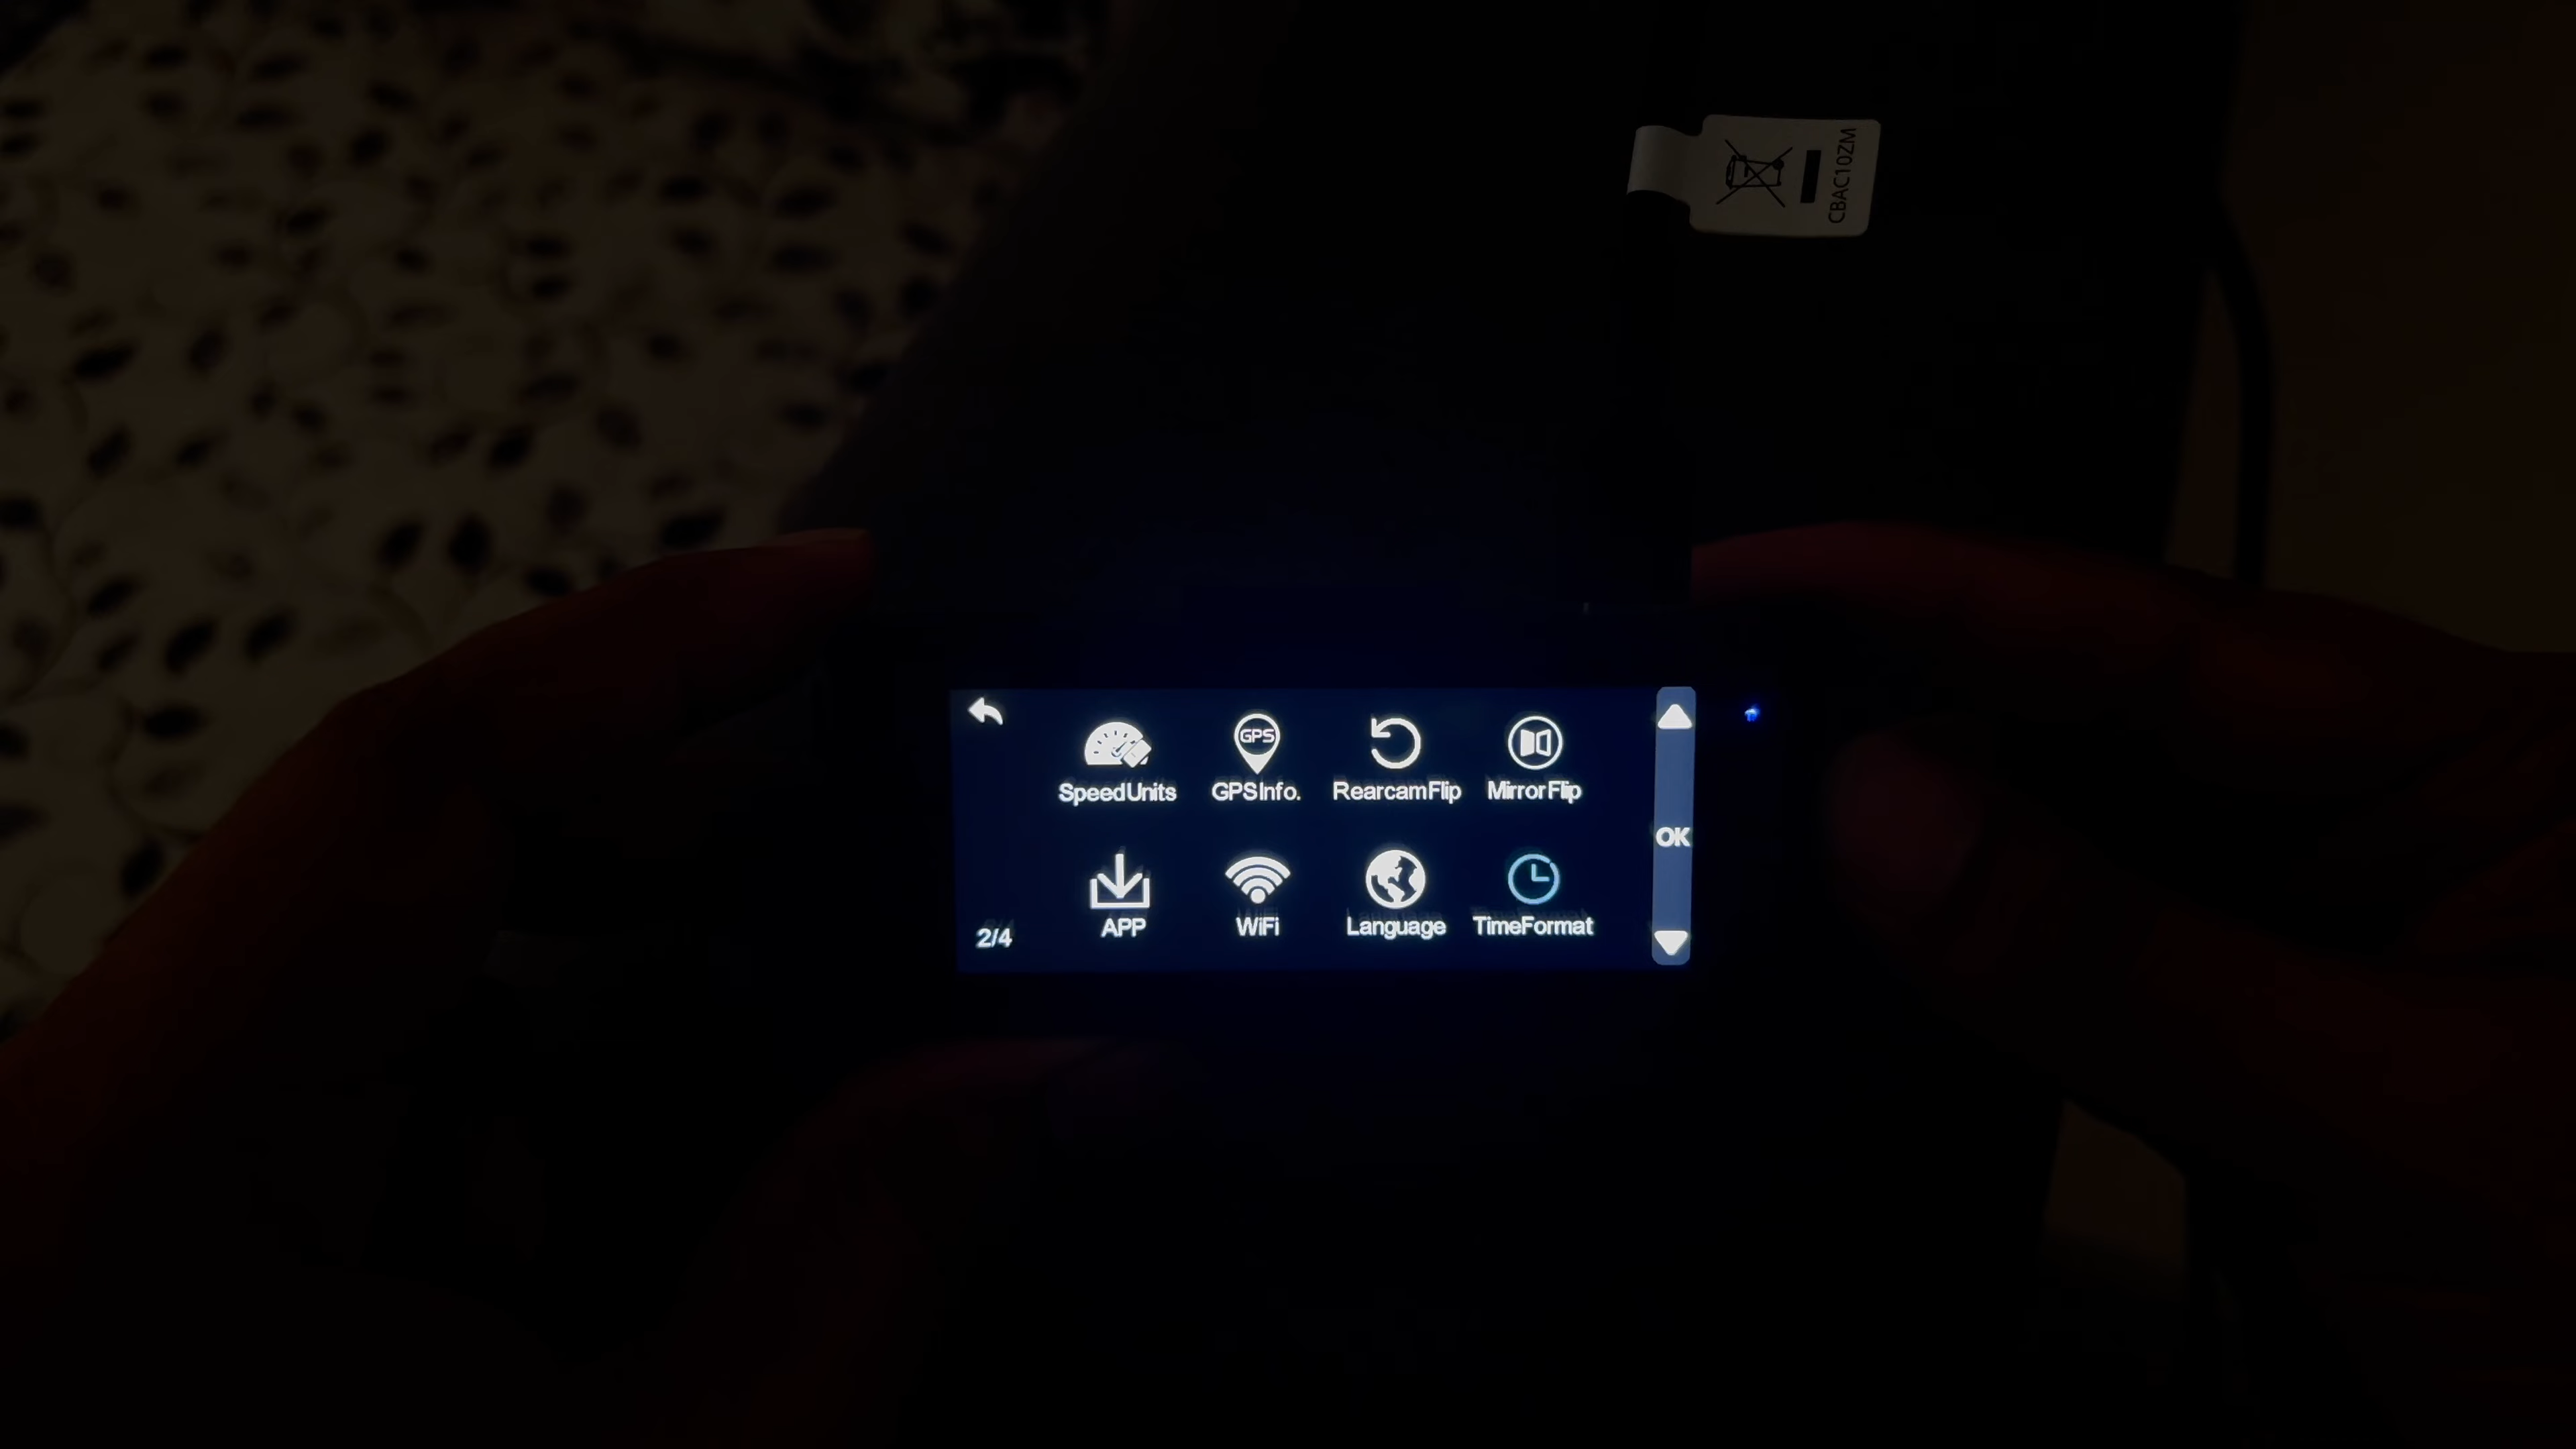 CBAC10ZM
SpeedUnits
GPS
GPSInfo.
RearcamFlip
MirrorFlip
OK
APP
WiFi
Language
TimeFormat
2/4